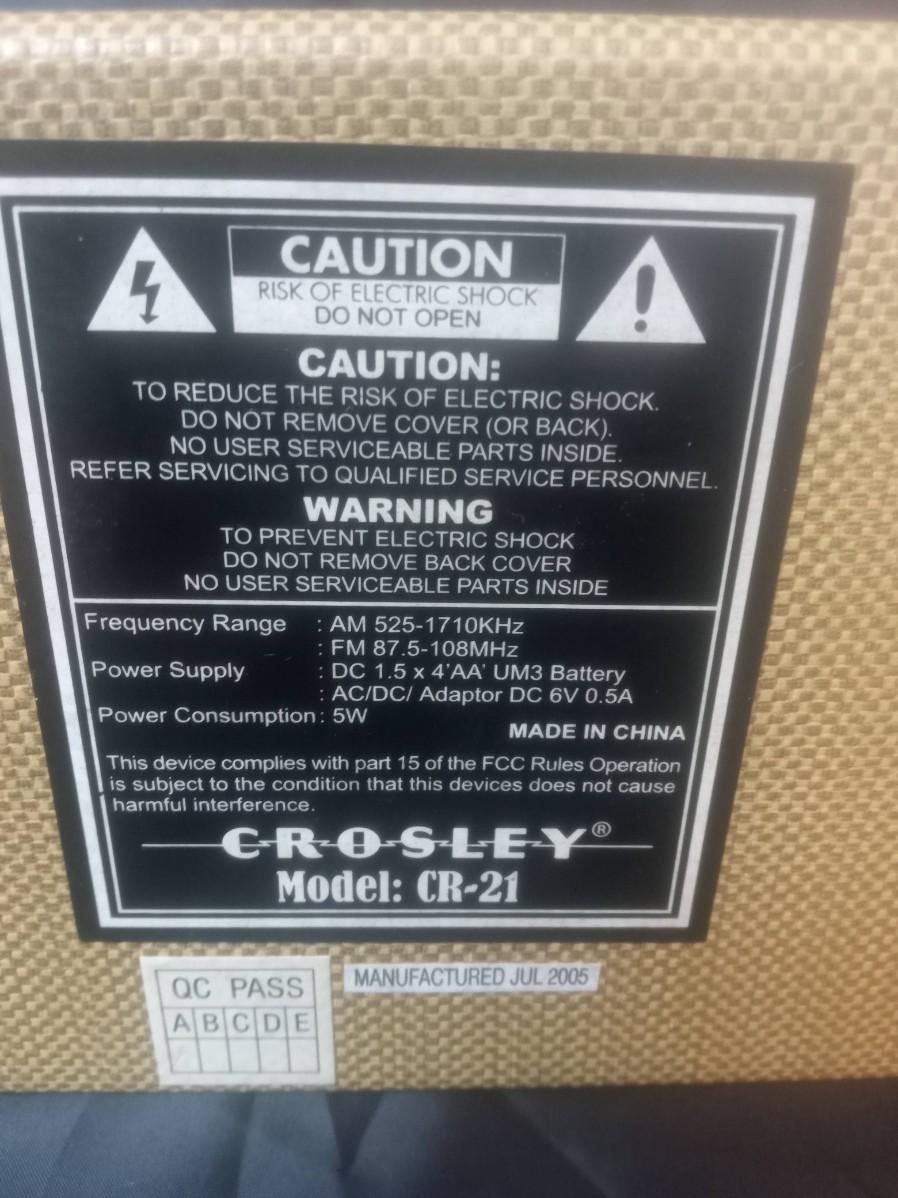 CAUTION
RISK OF ELECTRIC SHOCK
DO NOT OPEN
CAUTION:
TO REDUCE THE RISK OF ELECTRIC SHOCK.
DO NOT REMOVE COVER (OR BACK).
NO USER SERVICEABLE PARTS INSIDE.
REFER SERVICING TO QUALIFIED SERVICE PERSONNEL.
WARNING
TO PREVENT ELECTRIC SHOCK
DO NOT REMOVE BACK COVER
NO USER SERVICEABLE PARTS INSIDE
Frequency Range : AM 525-1710KHz
: FM 87.5-108MHz
Power Supply : DC 1.5 x 4'AA' UM3 Battery
: AC/DC/ Adaptor DC 6V 0.5A
Power Consumption : 5W
MADE IN CHINA
This device complies with part 15 of the FCC Rules Operation
is subject to the condition that this devices does not cause
harmful interference.
CROSLEY®
Model: CR-21
QC PASS
A B C D E
MANUFACTURED JUL 2005